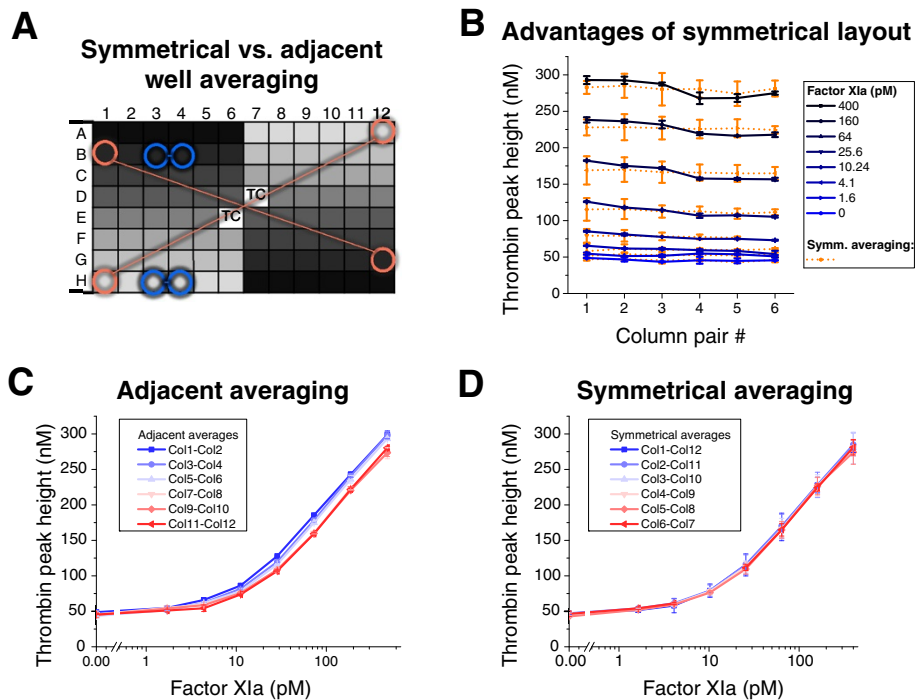 A
Symmetrical vs. adjacent
well averaging
1 2 3 4 5 6 7 8 9 10 11 12
A
B
C
D
E
F
G
H
TC
TC
B
Advantages of symmetrical layout
Thrombin peak height (nM)
300
250
200
150
100
50
0
1 2 3 4 5 6
Column pair #
Factor XIa (pM)
400
160
64
25.6
10.24
4.1
1.6
0
Symm. averaging:
C
Adjacent averaging
Thrombin peak height (nM)
300
250
200
150
100
50
0
Adjacent averages
Col1-Col2
Col3-Col4
Col5-Col6
Col7-Col8
Col9-Col10
Col11-Col12
0.00 1 10 100
Factor XIa (pM)
D
Symmetrical averaging
Thrombin peak height (nM)
300
250
200
150
100
50
0
Symmetrical averages
Col1-Col12
Col2-Col11
Col3-Col10
Col4-Col9
Col5-Col8
Col6-Col7
0.00 1 10 100
Factor XIa (pM)